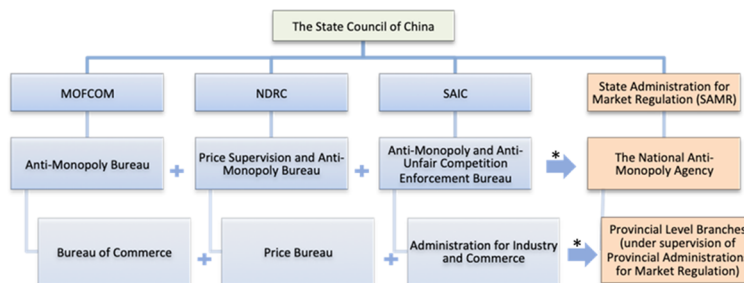 The State Council of China
MOFCOM
NDRC
SAIC
State Administration for
Market Regulation (SAMR)
Anti-Monopoly Bureau
+
Price Supervision and Anti-
Monopoly Bureau
+
Anti-Monopoly and Anti-
Unfair Competition
Enforcement Bureau
*
The National Anti-
Monopoly Agency
Bureau of Commerce
+
Price Bureau
+
Administration for Industry
and Commerce
*
Provincial Level Branches
(under supervision of
Provincial Administration
for Market Regulation)